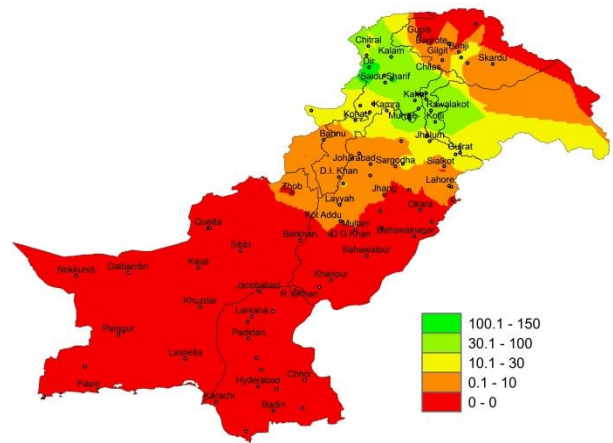 Gupis
Bagrote
Bunji
Gilgit
Skardu
Chitral
Kalam
Chilas
Dir
Saidu Sharif
Kakul
Rawalakot
Kamra
Kotli
Kohat
Jhelum
Gujrat
Bannu
Joharabad
Sargodha
Sialkot
D.I. Khan
Lahore
Zhob
Jhang
Layyah
Okara
Kot Addu
Multan
D G Khan
Bahawalnagar
Quetta
Barkhan
Sibbi
Bahawalpur
Nokkundi
Dalbandin
Kalat
Khanpur
Jacobabad
R. Y. Khan
Khuzdar
Larkana
Panjgur
Padidan
Lasbella
Pasni
Hyderabad
Chhor
Karachi
Badin
100.1 - 150
30.1 - 100
10.1 - 30
0.1 - 10
0 - 0